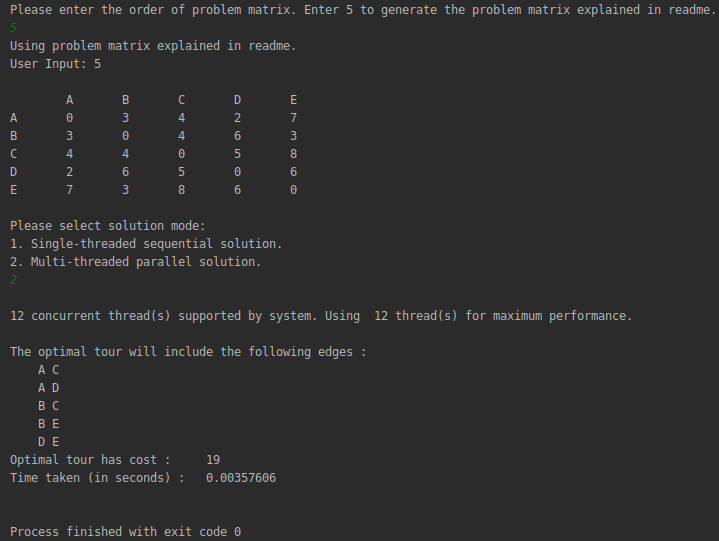 Please enter the order of problem matrix. Enter 5 to generate the problem matrix explained in readme.
5
Using problem matrix explained in readme.
User Input: 5
A B C D E
A 0 3 4 2 7
B 3 0 4 6 3
C 4 4 0 5 8
D 2 6 5 0 6
E 7 3 8 6 0
Please select solution mode:
1. Single-threaded sequential solution.
2. Multi-threaded parallel solution.
2
12 concurrent thread(s) supported by system. Using  12 thread(s) for maximum performance.
The optimal tour will include the following edges :
A C
A D
B C
B E
D E
Optimal tour has cost : 19
Time taken (in seconds) : 0.00357606
Process finished with exit code 0